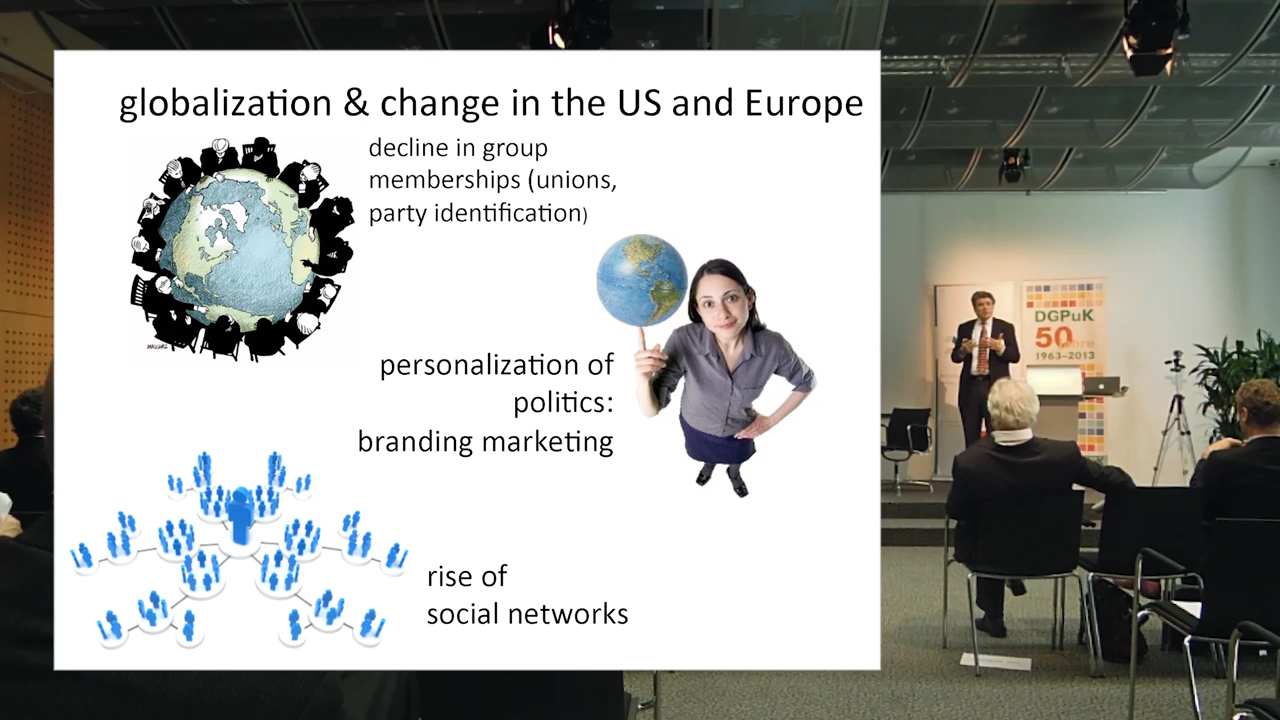 globalization & change in the US and Europe
decline in group
memberships (unions,
party identification)
personalization of
politics:
branding marketing
rise of
social networks
DGPuK
50
Jahre
1963–2013